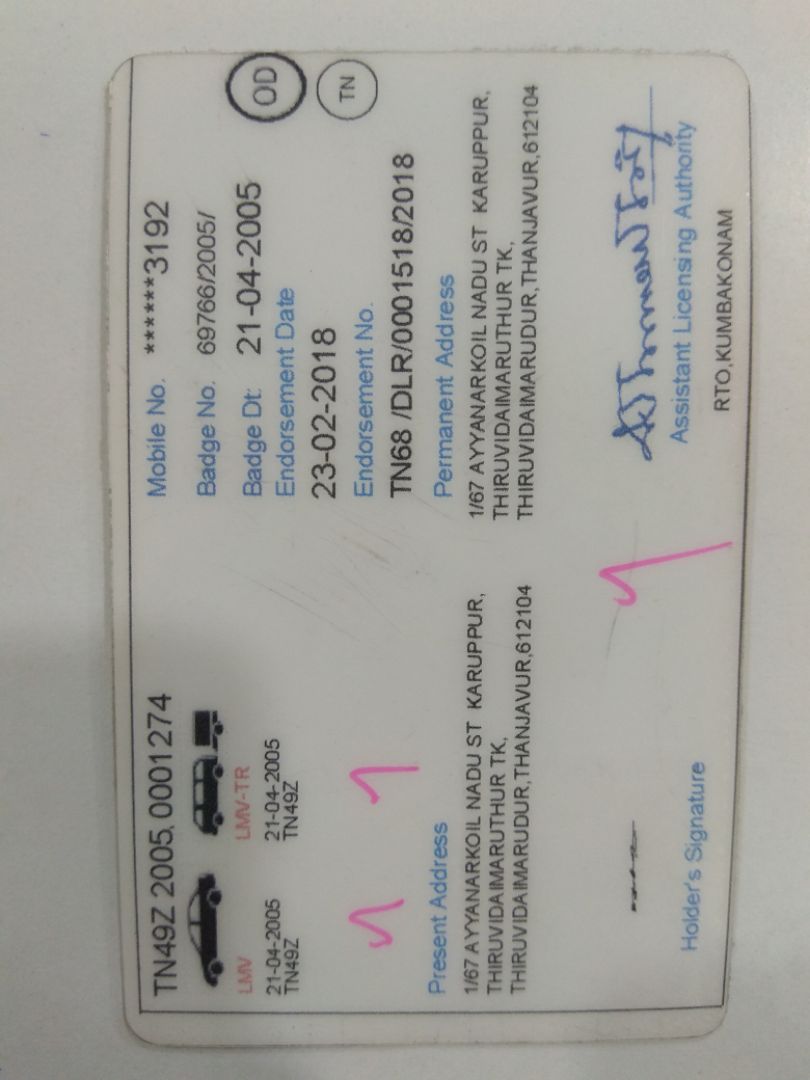 TN49Z 2005 0001274
LMV
21-04-2005
TN49Z
LMV-TR
21-04-2005
TN49Z
Mobile No. ******3192
Badge No. 69766/2005/
Badge Dt: 21-04-2005
OD
TN
Endorsement Date
23-02-2018
Endorsement No.
TN68 /DLR/0001518/2018
Present Address
1/67 AYYANARKOIL NADU ST KARUPPUR,
THIRUVIDAIMARUTHUR TK,
THIRUVIDAIMARUDUR,THANJAVUR,612104
Permanent Address
1/67 AYYANARKOIL NADU ST KARUPPUR,
THIRUVIDAIMARUTHUR TK,
THIRUVIDAIMARUDUR,THANJAVUR,612104
Holder's Signature
Assistant Licensing Authority
RTO,KUMBAKONAM